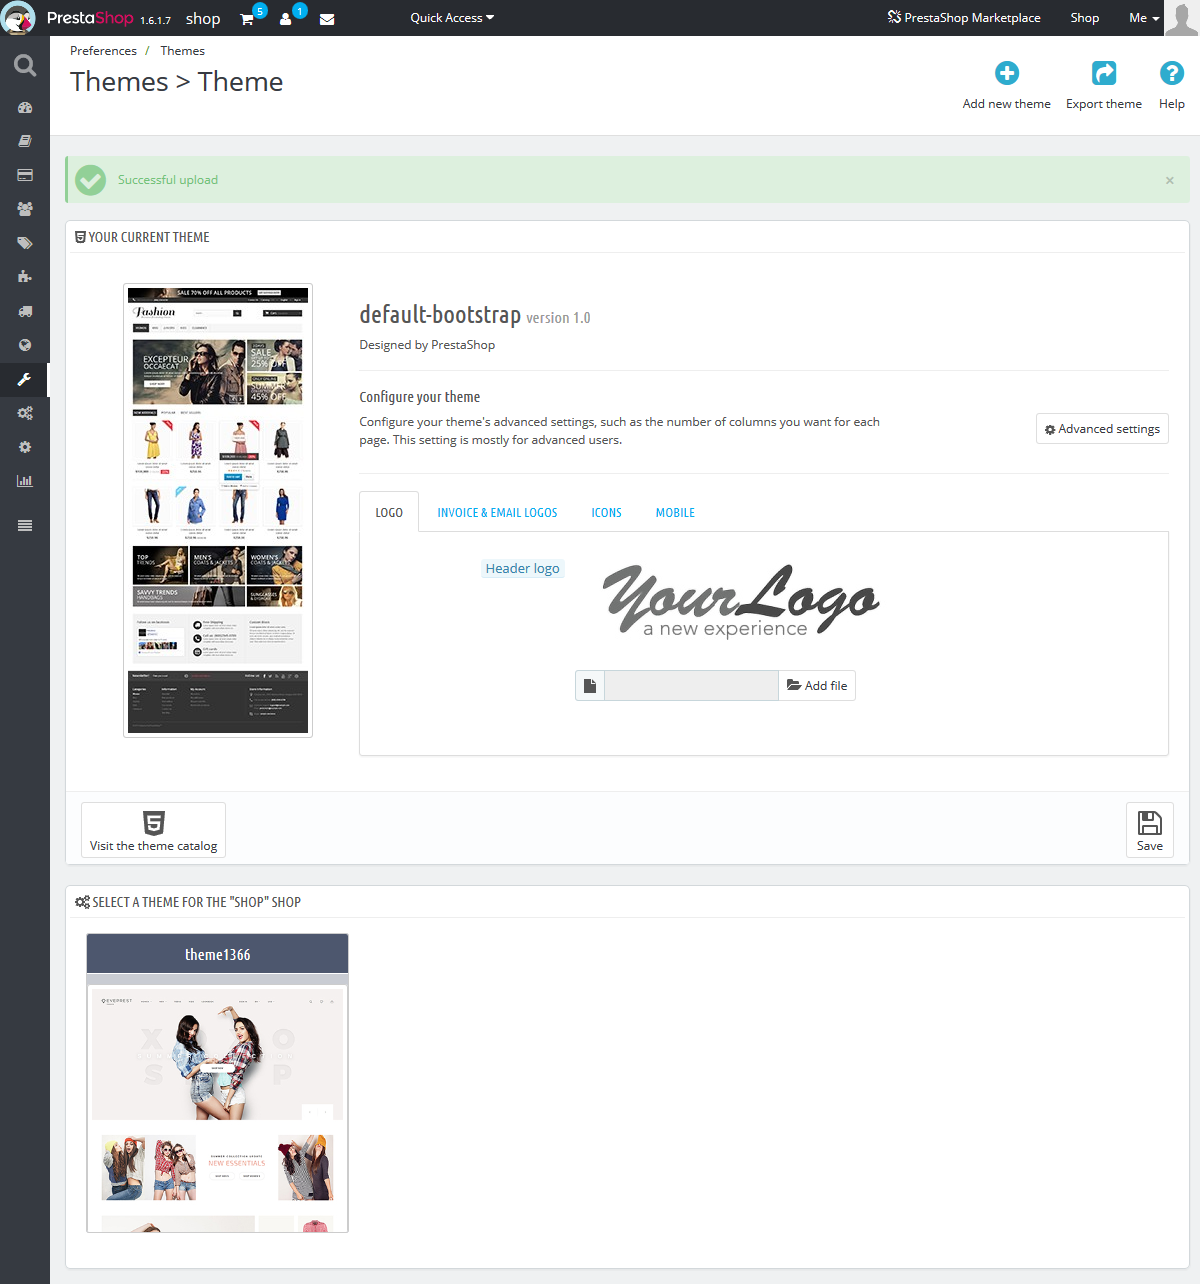 PrestaShop 1.6.1.7 shop 5 1 Quick Access PrestaShop Marketplace Shop Me
Preferences / Themes
Themes > Theme
Add new theme Export theme Help
Successful upload ×
YOUR CURRENT THEME
SALE 70% OFF ALL PRODUCTS
Fashion
EXCEPTEUR
OCCAECAT
SALE
25% OFF
SUMMER
45% OFF
TOP
TRENDS
MEN'S
COATS & JACKETS
WOMEN'S
COATS & JACKETS
SAVVY TRENDS
HANDBAGS
SUNGLASSES
default-bootstrap version 1.0
Designed by PrestaShop
Configure your theme
Configure your theme's advanced settings, such as the number of columns you want for each
page. This setting is mostly for advanced users.
Advanced settings
LOGO INVOICE & EMAIL LOGOS ICONS MOBILE
Header logo
YourLogo
a new experience
Add file
Visit the theme catalog
Save
SELECT A THEME FOR THE "SHOP" SHOP
theme1366
EVEPREST
X O
S P
SUMMER COLLECTION UPDATE
NEW ESSENTIALS